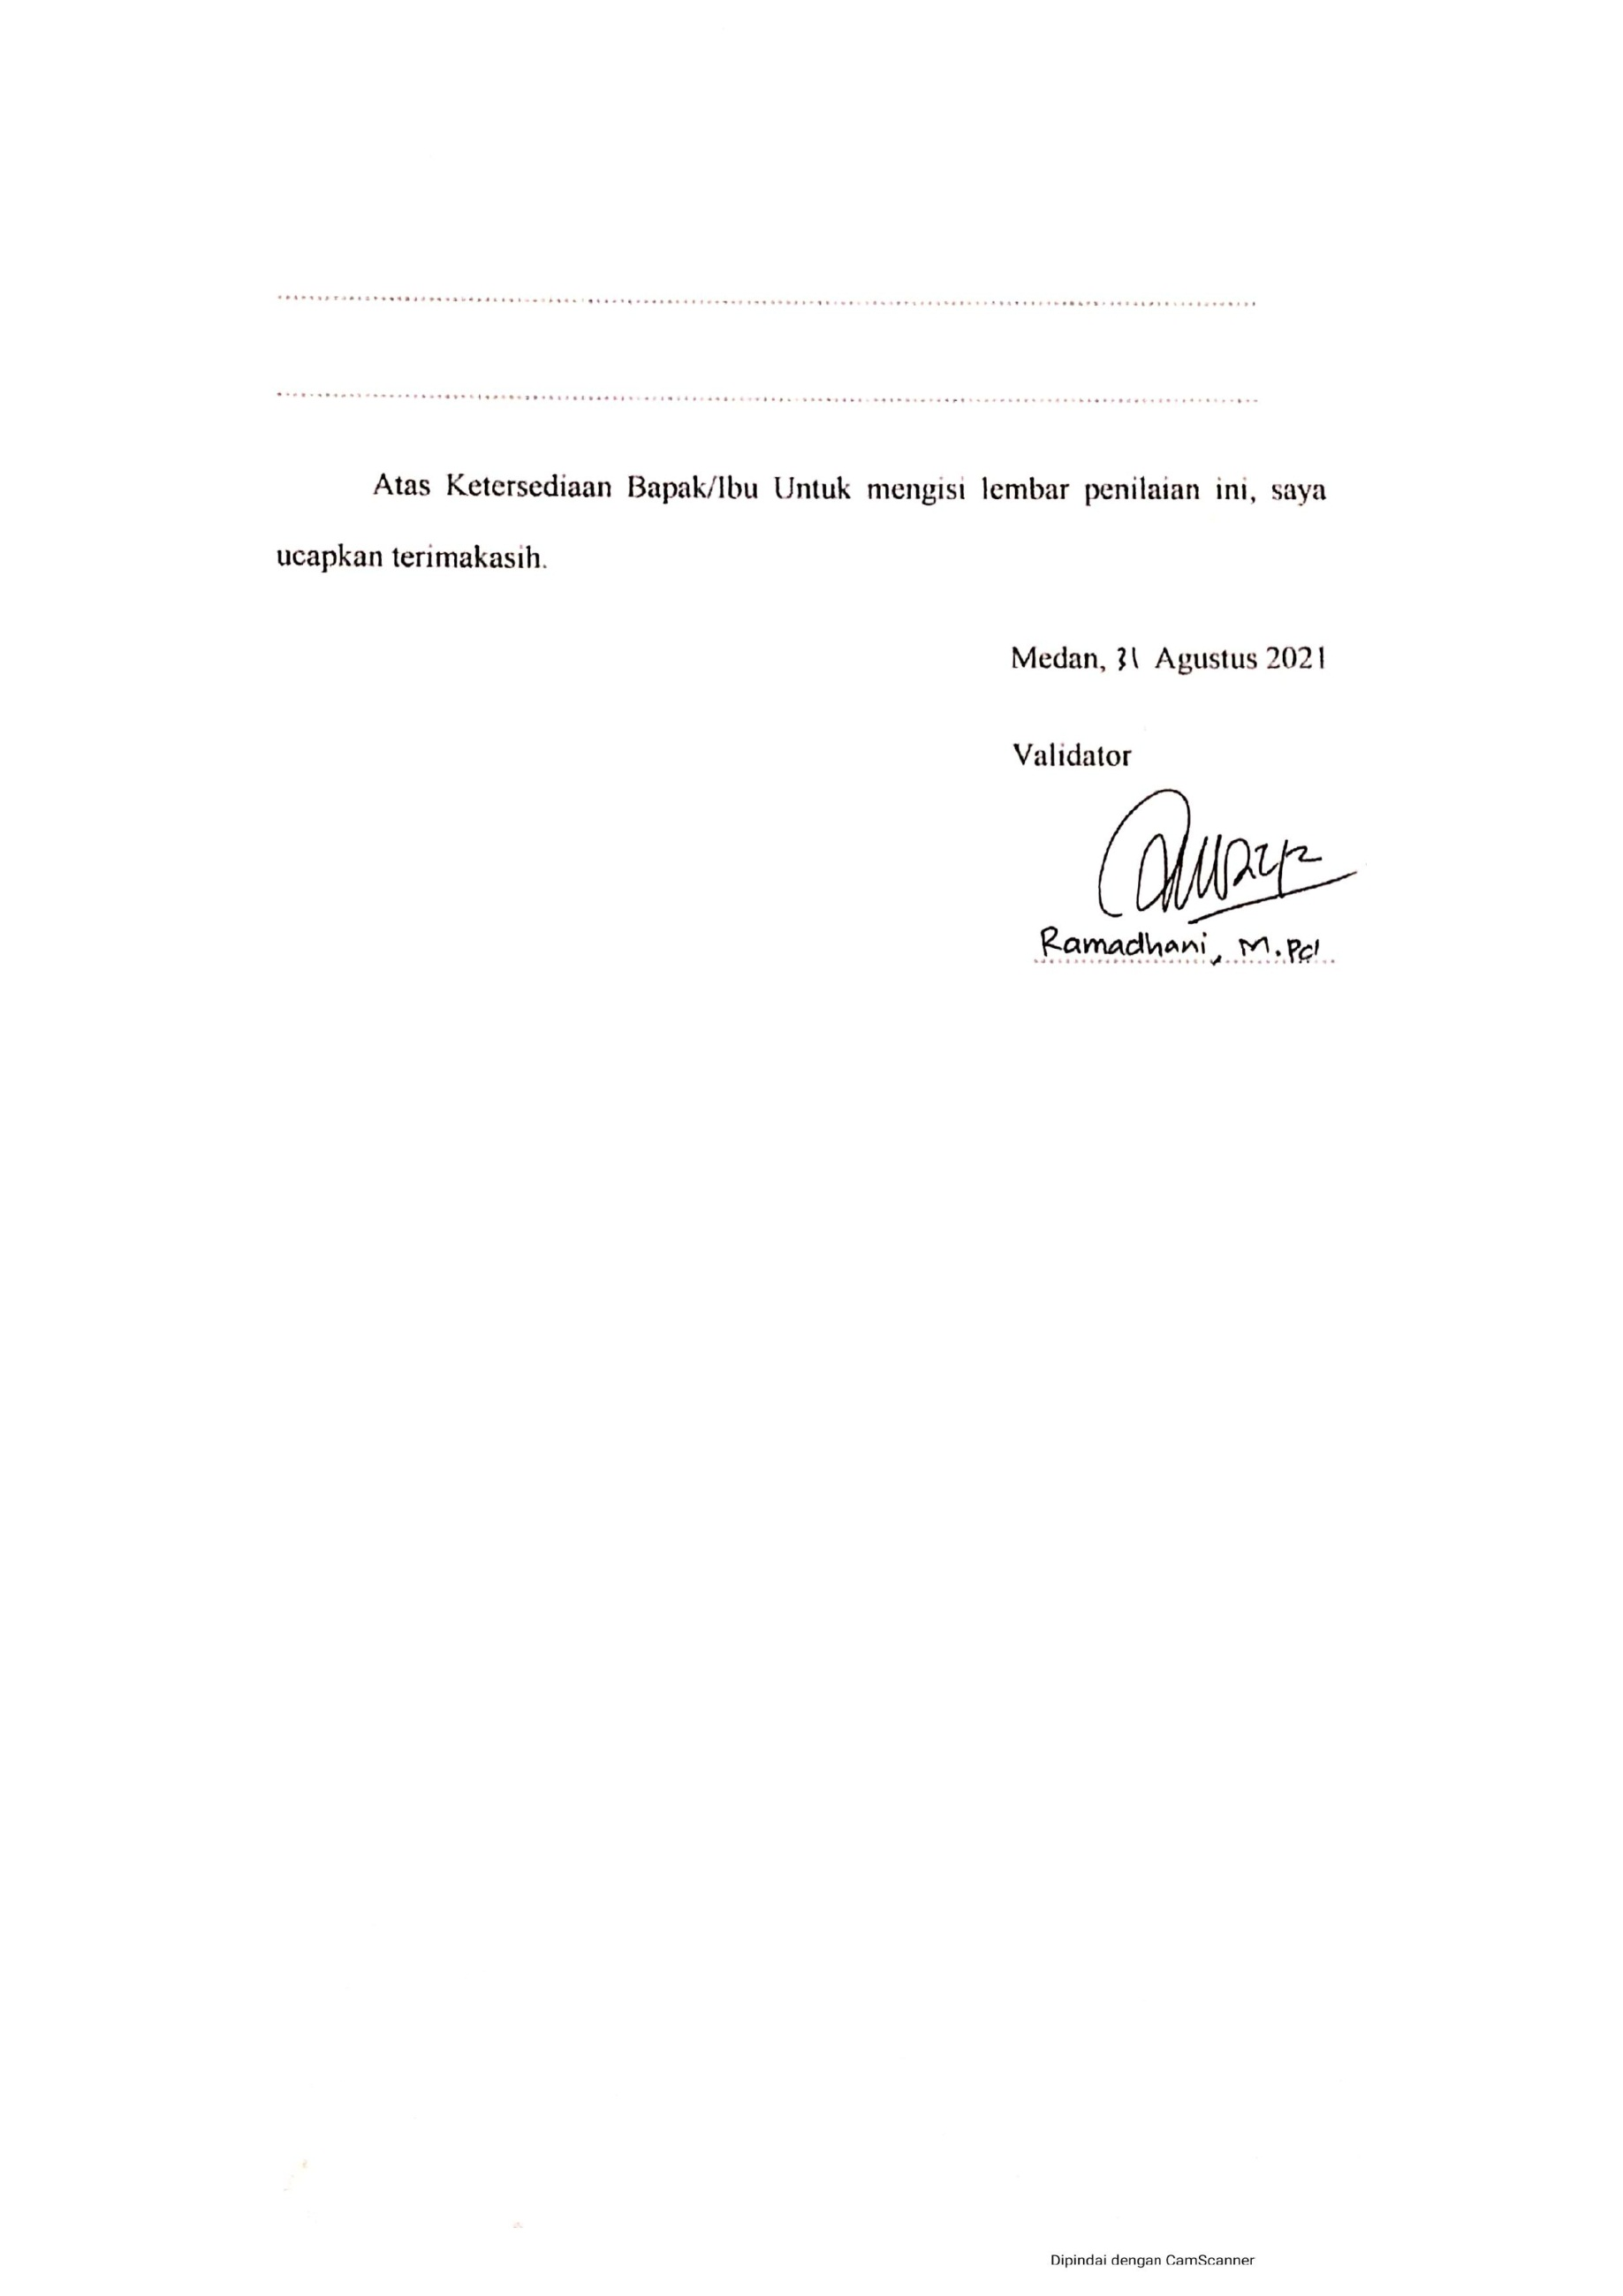 Atas Ketersediaan Bapak/Ibu Untuk mengisi lembar penilaian ini, saya
ucapkan terimakasih.
Medan, 31 Agustus 2021
Validator
Ramadhani, M.Pd
Dipindai dengan CamScanner